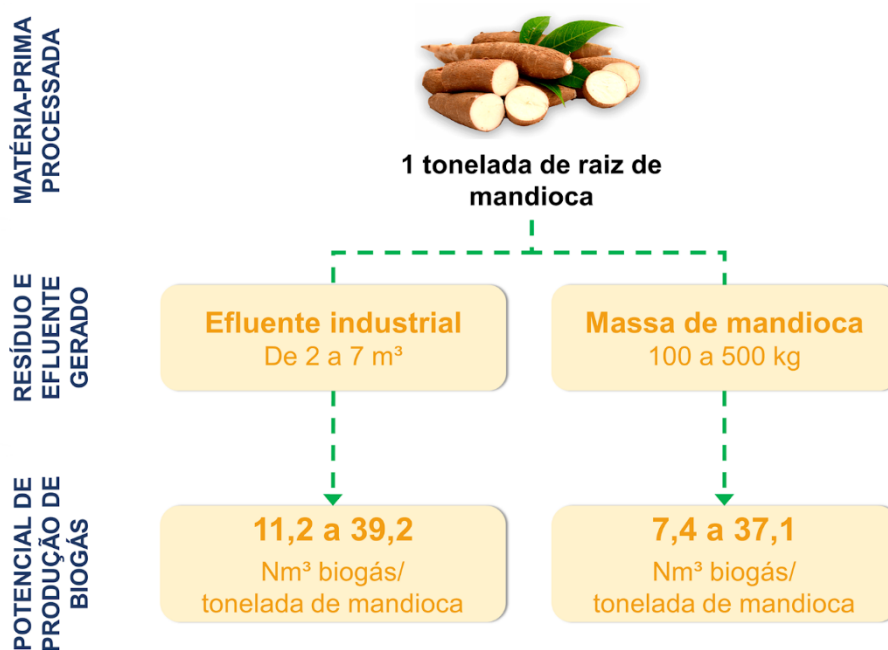 MATÉRIA-PRIMA
PROCESSADA
1 tonelada de raiz de
mandioca
RESÍDUO E
EFLUENTE
GERADO
Efluente industrial
De 2 a 7 m³
Massa de mandioca
100 a 500 kg
POTENCIAL DE
PRODUÇÃO DE
BIOGÁS
11,2 a 39,2
Nm³ biogás/
tonelada de mandioca
7,4 a 37,1
Nm³ biogás/
tonelada de mandioca